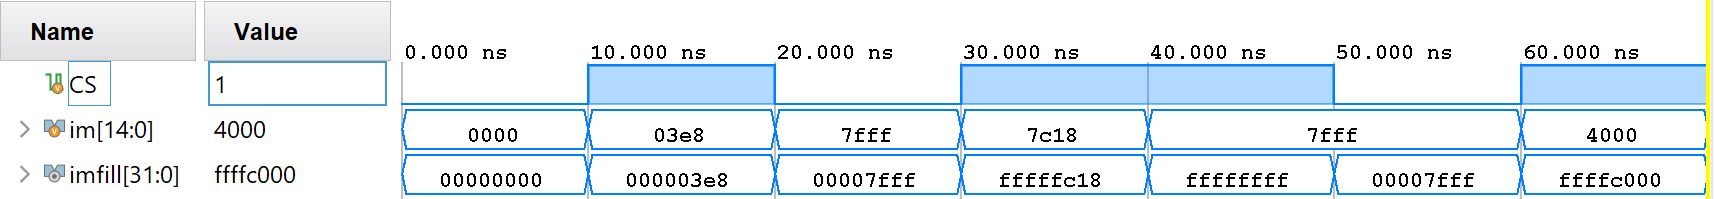 Name Value
0.000 ns 10.000 ns 20.000 ns 30.000 ns 40.000 ns 50.000 ns 60.000 ns
CS 1
im[14:0] 4000 0000 03e8 7fff 7c18 7fff 4000
imfill[31:0] ffffc000 00000000 000003e8 00007fff fffffc18 ffffffff 00007fff ffffc000